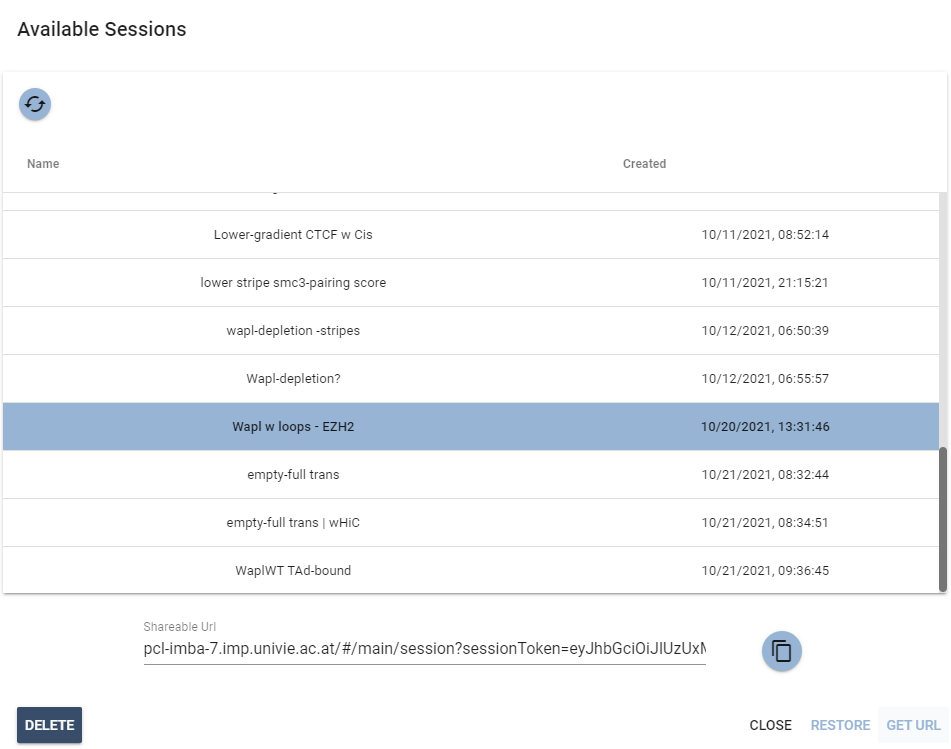 Available Sessions
Name Created
Lower-gradient CTCF w Cis 10/11/2021, 08:52:14
lower stripe smc3-pairing score 10/11/2021, 21:15:21
wapl-depletion -stripes 10/12/2021, 06:50:39
Wapl-depletion? 10/12/2021, 06:55:57
Wapl w loops - EZH2 10/20/2021, 13:31:46
empty-full trans 10/21/2021, 08:32:44
empty-full trans | wHiC 10/21/2021, 08:34:51
WaplWT TAd-bound 10/21/2021, 09:36:45
Shareable Url
pcl-imba-7.imp.univie.ac.at/#/main/session?sessionToken=eyJhbGciOiJIUzUxM
DELETE CLOSE RESTORE GET URL